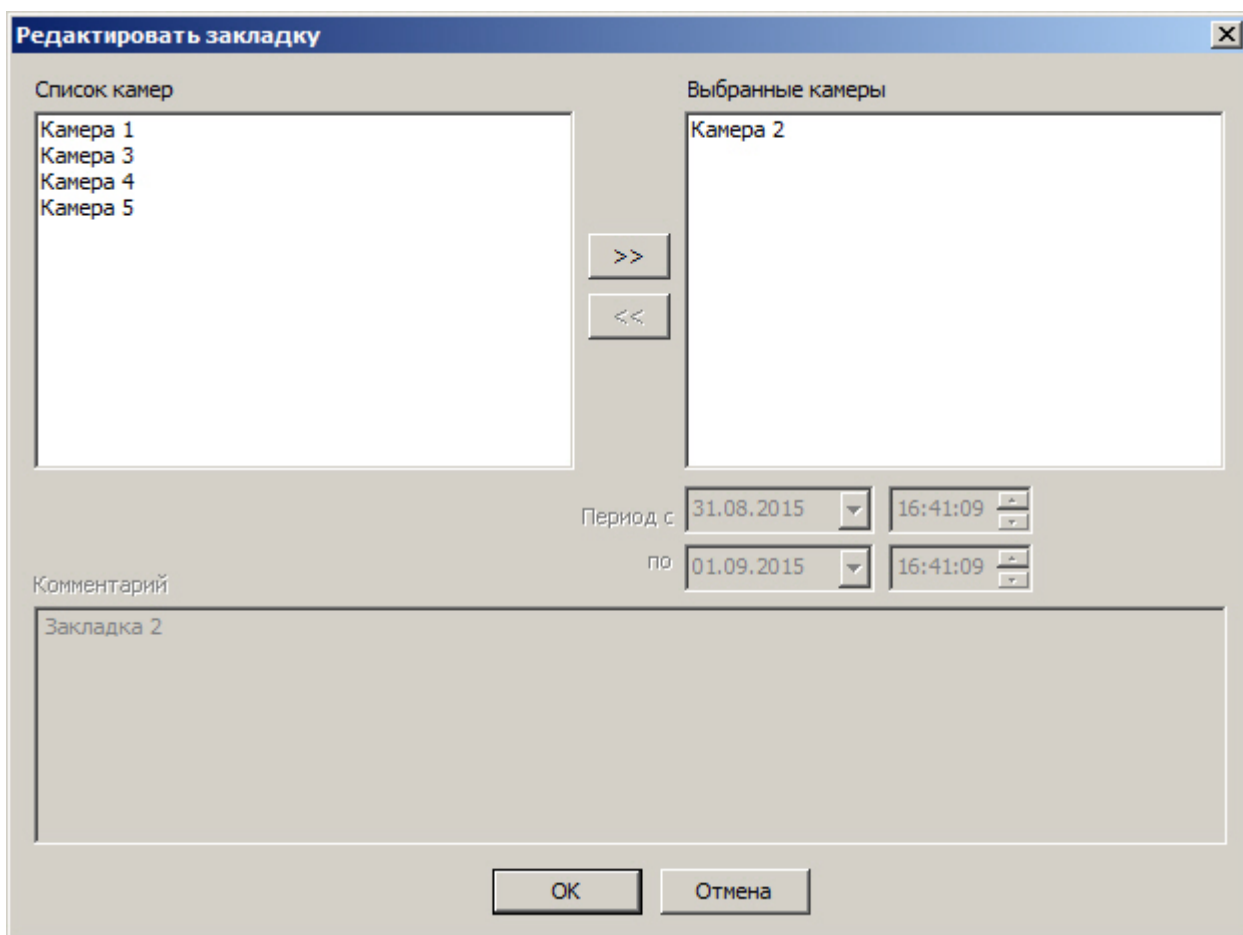 Редактировать закладку
Список камер
Выбранные камеры
Камера 1
Камера 3
Камера 4
Камера 5
Камера 2
>>
<<
Период с 31.08.2015 16:41:09
по 01.09.2015 16:41:09
Комментарий
Закладка 2
OK
Отмена